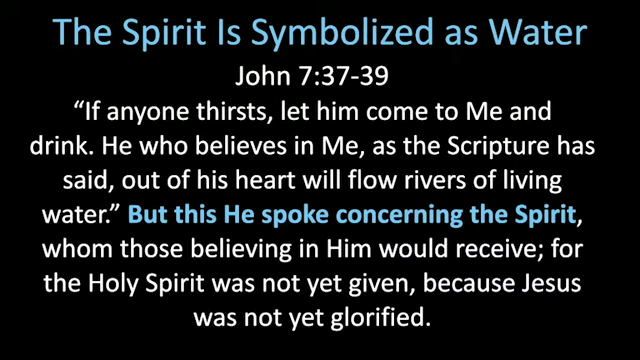 The Spirit Is Symbolized as Water
John 7:37-39
“If anyone thirsts, let him come to Me and
drink. He who believes in Me, as the Scripture has
said, out of his heart will flow rivers of living
water.” But this He spoke concerning the Spirit,
whom those believing in Him would receive; for
the Holy Spirit was not yet given, because Jesus
was not yet glorified.